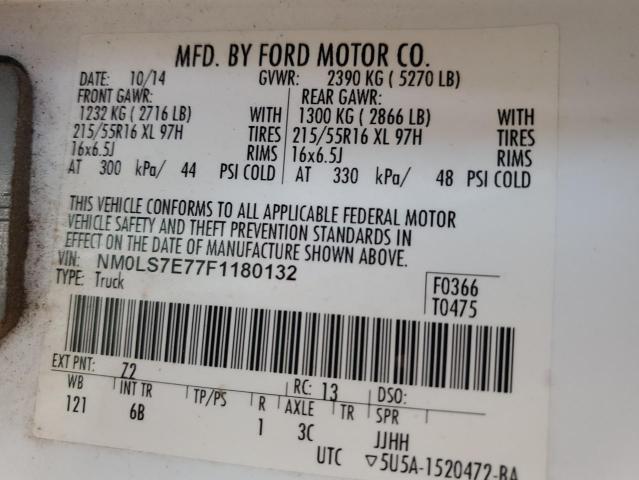 MFD. BY FORD MOTOR CO.
DATE: 10/14 GVWR: 2390 KG ( 5270 LB)
FRONT GAWR: REAR GAWR:
1232 KG ( 2716 LB) WITH 1300 KG ( 2866 LB) WITH
215/55R16 XL 97H TIRES 215/55R16 XL 97H TIRES
16x6.5J RIMS 16x6.5J RIMS
AT 300 kPa/ 44 PSI COLD AT 330 kPa/ 48 PSI COLD
THIS VEHICLE CONFORMS TO ALL APPLICABLE FEDERAL MOTOR
VEHICLE SAFETY AND THEFT PREVENTION STANDARDS IN
EFFECT ON THE DATE OF MANUFACTURE SHOWN ABOVE.
VIN: NM0LS7E77F1180132
TYPE: Truck
F0366
T0475
EXT PNT: Z2 RC: 13 DSO:
WB INT TR TP/PS R AXLE TR SPR
121 6B 1 3C JJHH
UTC ▽5U5A-1520472-BA